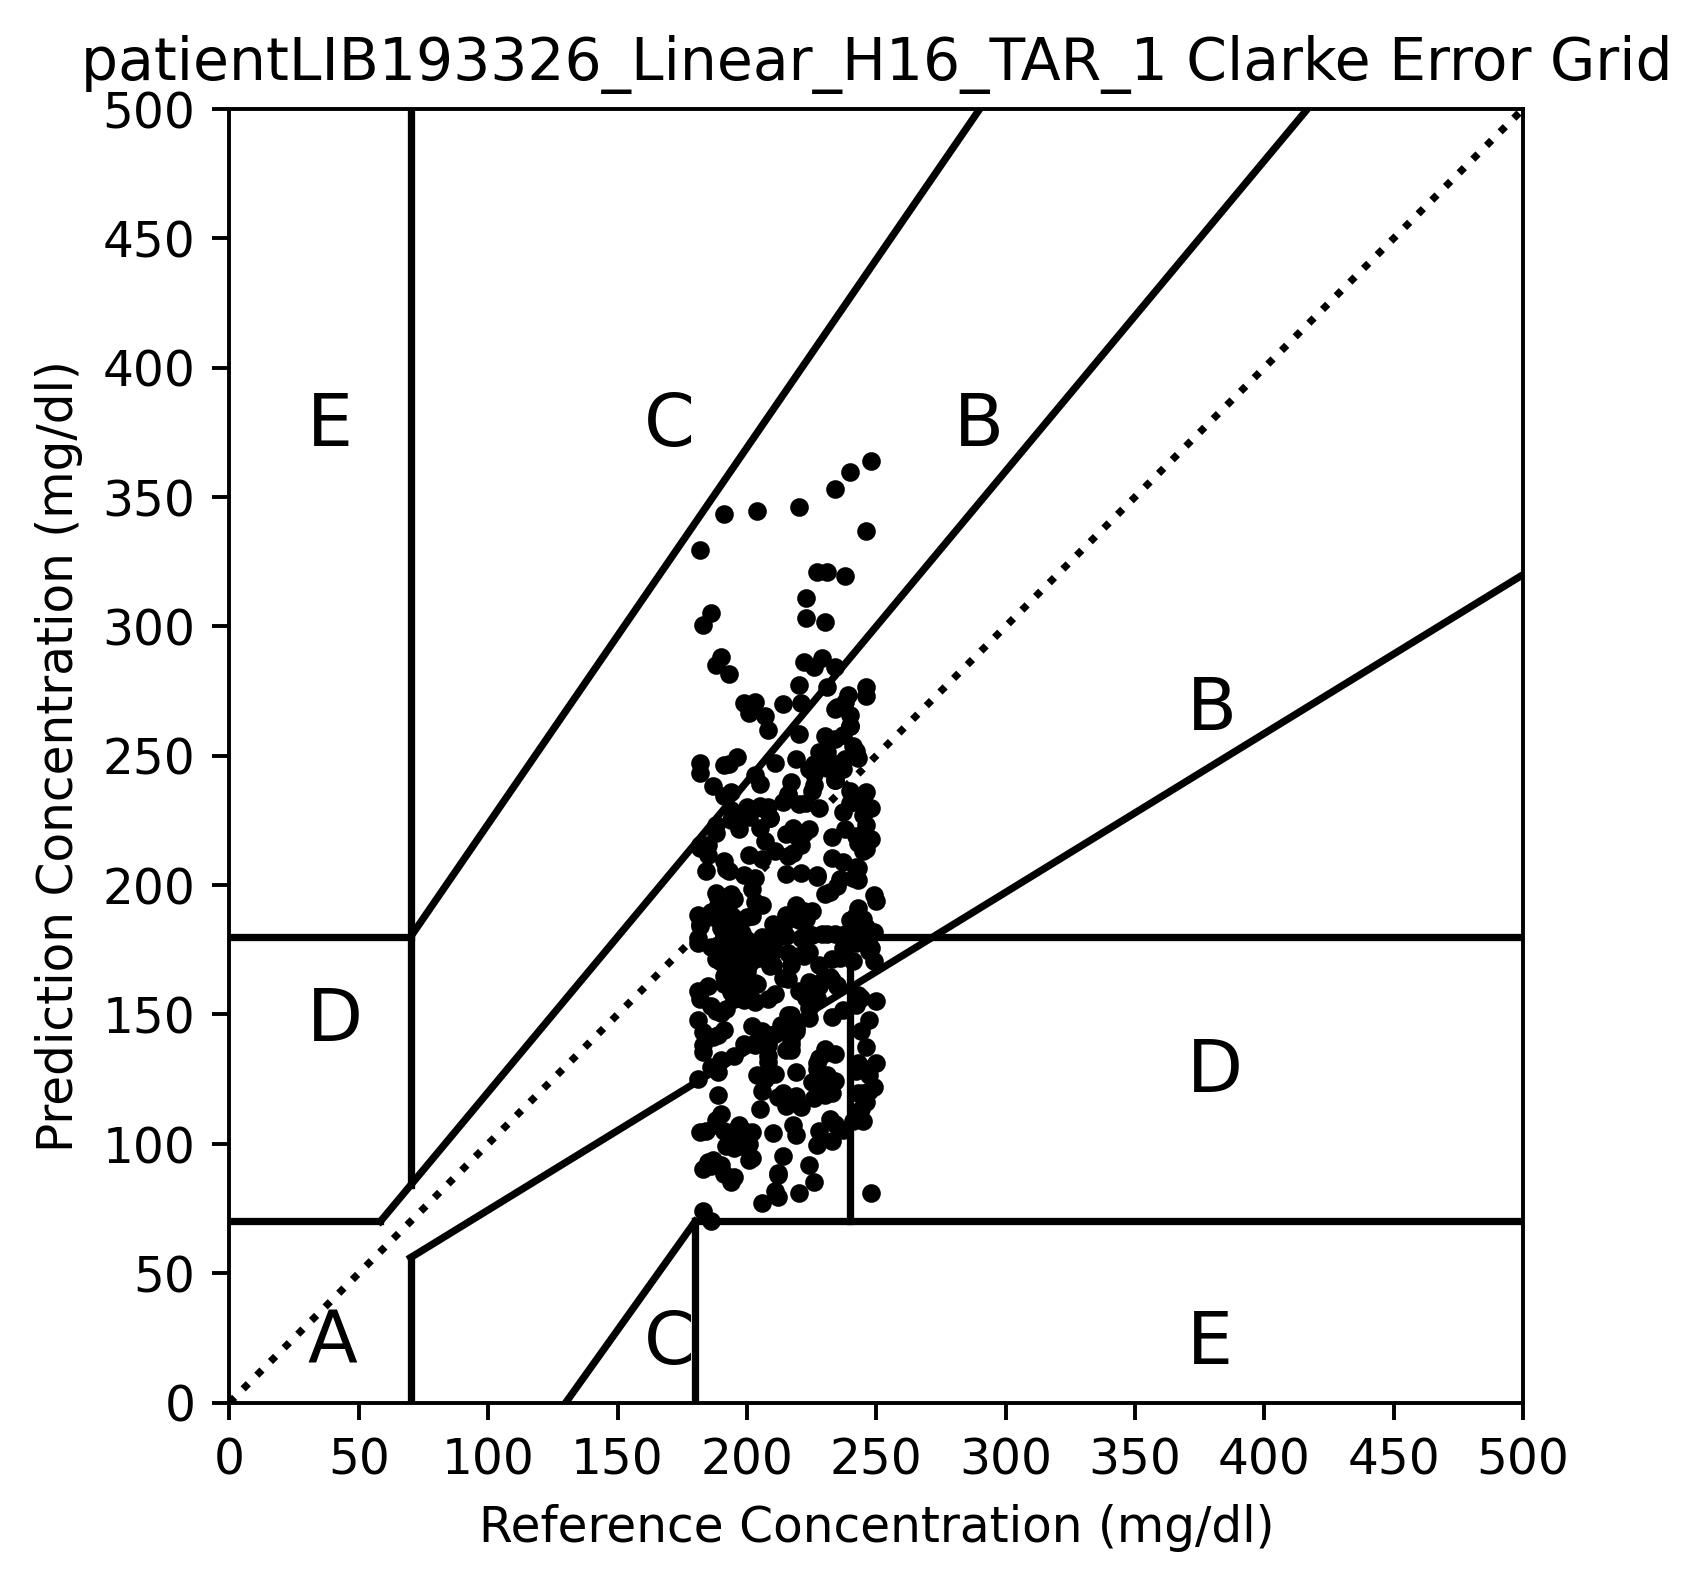 patientLIB193326_Linear_H16_TAR_1 Clarke Error Grid
500
450
400
350
300
250
200
150
100
50
0
Prediction Concentration (mg/dl)
E
C
B
B
D
D
A
C
E
0 50 100 150 200 250 300 350 400 450 500
Reference Concentration (mg/dl)